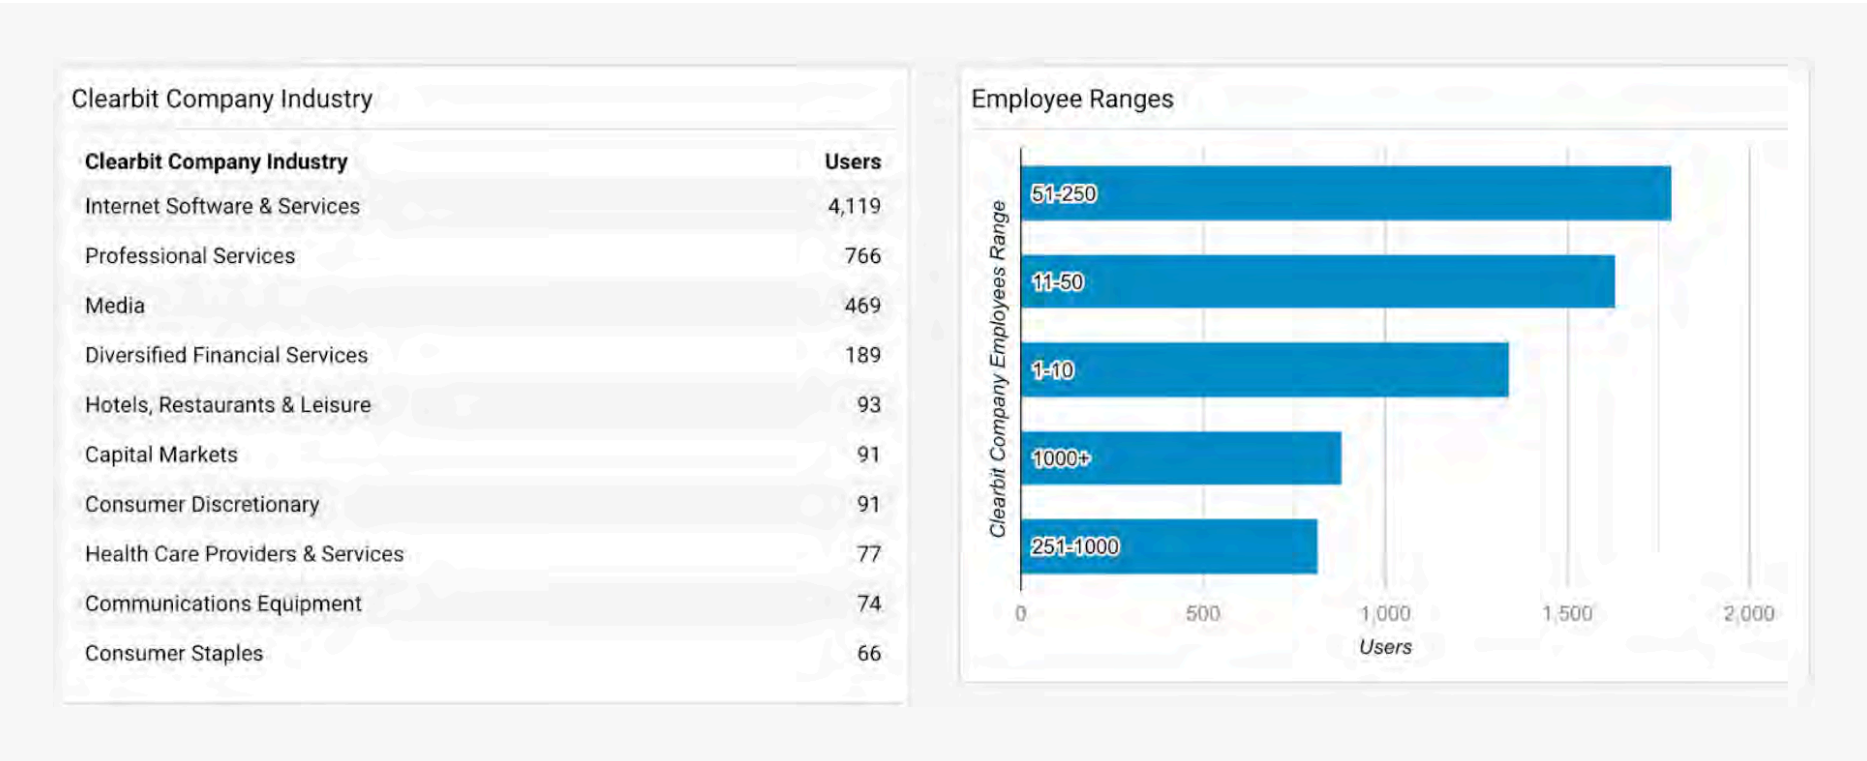 Clearbit Company Industry
Clearbit Company Industry Users
Internet Software & Services 4,119
Professional Services 766
Media 469
Diversified Financial Services 189
Hotels, Restaurants & Leisure 93
Capital Markets 91
Consumer Discretionary 91
Health Care Providers & Services 77
Communications Equipment 74
Consumer Staples 66
Employee Ranges
Clearbit Company Employees Range
51-250
11-50
1-10
1000+
251-1000
0 500 1,000 1,500 2,000
Users